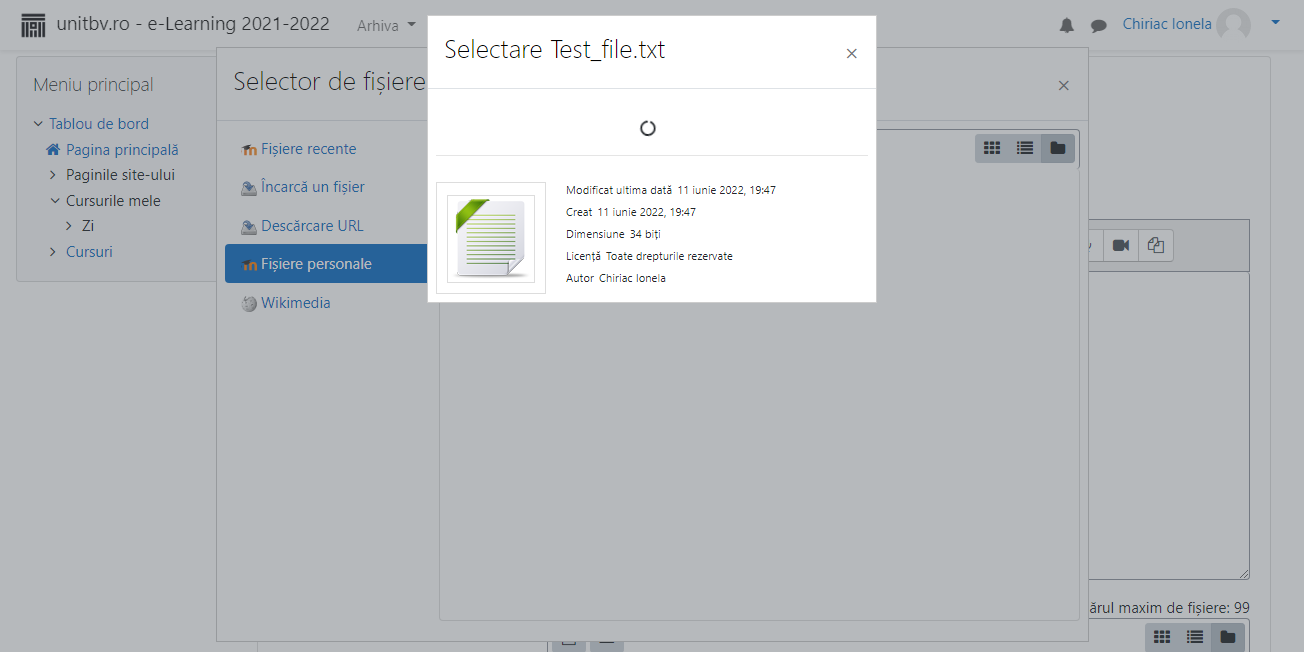 unitbv.ro - e-Learning 2021-2022
Arhiva
Chiriac Ionela
Selectare Test_file.txt
Meniu principal
Tablou de bord
Pagina principală
Paginile site-ului
Cursurile mele
Zi
Cursuri
Selector de fișiere
Fișiere recente
Încarcă un fișier
Descărcare URL
Fișiere personale
Wikimedia
Modificat ultima dată 11 iunie 2022, 19:47
Creat 11 iunie 2022, 19:47
Dimensiune 34 biți
Licență Toate drepturile rezervate
Autor Chiriac Ionela
maxim de fișiere: 99